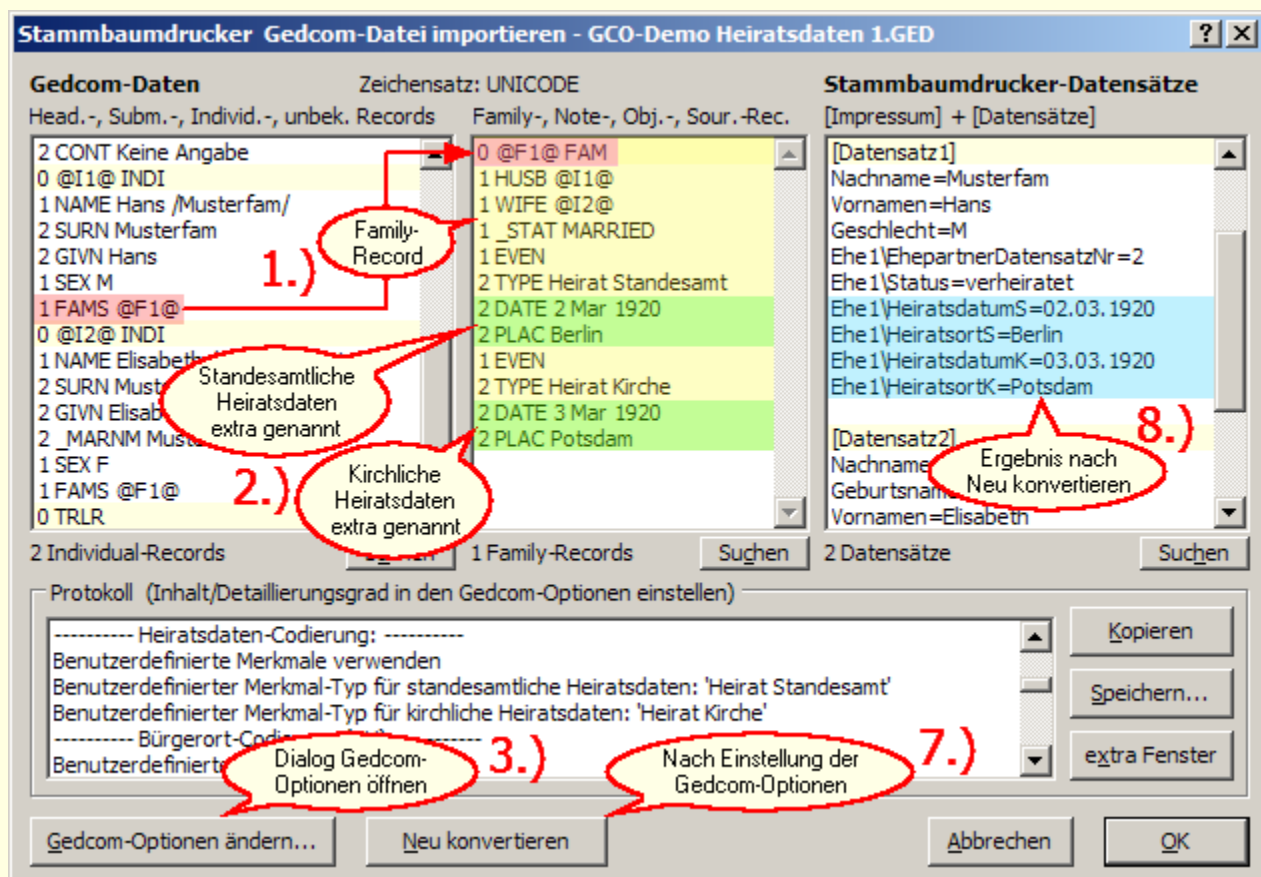 Stammbaumdrucker Gedcom-Datei importieren - GCO-Demo Heiratsdaten 1.GED
Gedcom-Daten
Zeichensatz: UNICODE
Head.-, Subm.-, Individ.-, unbek. Records
2 CONT Keine Angabe
0 @I1@ INDI
1 NAME Hans /Musterfam/
2 SURN Musterfam
2 GIVN Hans
1 SEX M
1 FAMS @F1@
0 @I2@ INDI
1 NAME Elisabeth
2 SURN
2 GIVN
2 _MARNM
1 SEX F
1 FAMS @F1@
0 TRLR
2 Individual-Records
Family-, Note-, Obj.-, Sour.-Rec.
0 @F1@ FAM
1 HUSB @I1@
1 WIFE @I2@
1 _STAT MARRIED
1 EVEN
2 TYPE Heirat Standesamt
2 DATE 2 Mar 1920
2 PLAC Berlin
1 EVEN
2 TYPE Heirat Kirche
2 DATE 3 Mar 1920
2 PLAC Potsdam
1 Family-Records
Suchen
1.)
Family-
Record
Standesamtliche
Heiratsdaten
extra genannt
2.)
Kirchliche
Heiratsdaten
extra genannt
Stammbaumdrucker-Datensätze
[Impressum] + [Datensätze]
[Datensatz1]
Nachname=Musterfam
Vornamen=Hans
Geschlecht=M
Ehe1\EhepartnerDatensatzNr=2
Ehe1\Status=verheiratet
Ehe1\HeiratsdatumS=02.03.1920
Ehe1\HeiratsortS=Berlin
Ehe1\HeiratsdatumK=03.03.1920
Ehe1\HeiratsortK=Potsdam
[Datensatz2]
Nachname
Vornamen=Elisabeth
8.)
Ergebnis nach
Neu konvertieren
2 Datensätze
Suchen
Protokoll (Inhalt/Detaillierungsgrad in den Gedcom-Optionen einstellen)
---------- Heiratsdaten-Codierung: ----------
Benutzerdefinierte Merkmale verwenden
Benutzerdefinierter Merkmal-Typ für standesamtliche Heiratsdaten: 'Heirat Standesamt'
Benutzerdefinierter Merkmal-Typ für kirchliche Heiratsdaten: 'Heirat Kirche'
---------- Bürgerort-
Kopieren
Speichern...
extra Fenster
Dialog Gedcom-
Optionen öffnen
3.)
Nach Einstellung der
Gedcom-Optionen
7.)
Gedcom-Optionen ändern...
Neu konvertieren
Abbrechen
OK